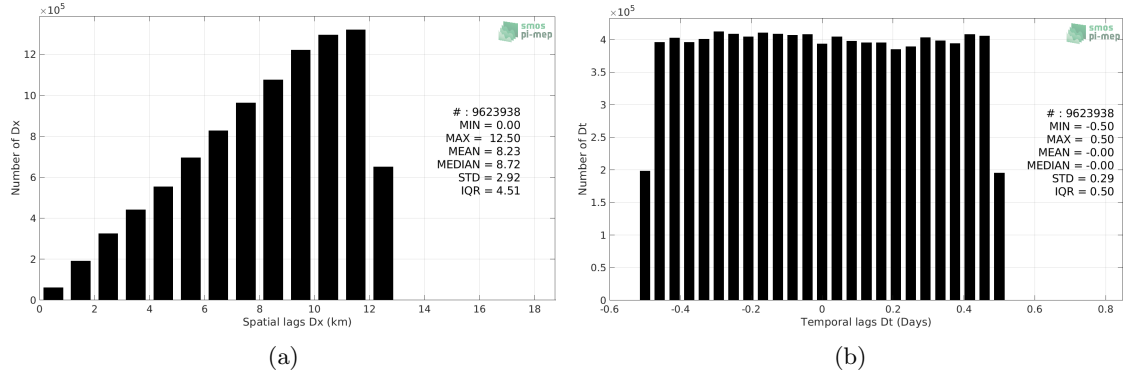 ×10⁵
12
10
8
6
4
2
0
Number of Dx
0 2 4 6 8 10 12 14 16 18
Spatial lags Dx (km)
smos
pi-mep
# : 9623938
MIN = 0.00
MAX = 12.50
MEAN = 8.23
MEDIAN = 8.72
STD = 2.92
IQR = 4.51
(a)
×10⁵
4
3.5
3
2.5
2
1.5
1
0.5
0
Number of Dt
-0.6 -0.4 -0.2 0 0.2 0.4 0.6 0.8
Temporal lags Dt (Days)
smos
pi-mep
# : 9623938
MIN = -0.50
MAX = 0.50
MEAN = -0.00
MEDIAN = -0.00
STD = 0.29
IQR = 0.50
(b)